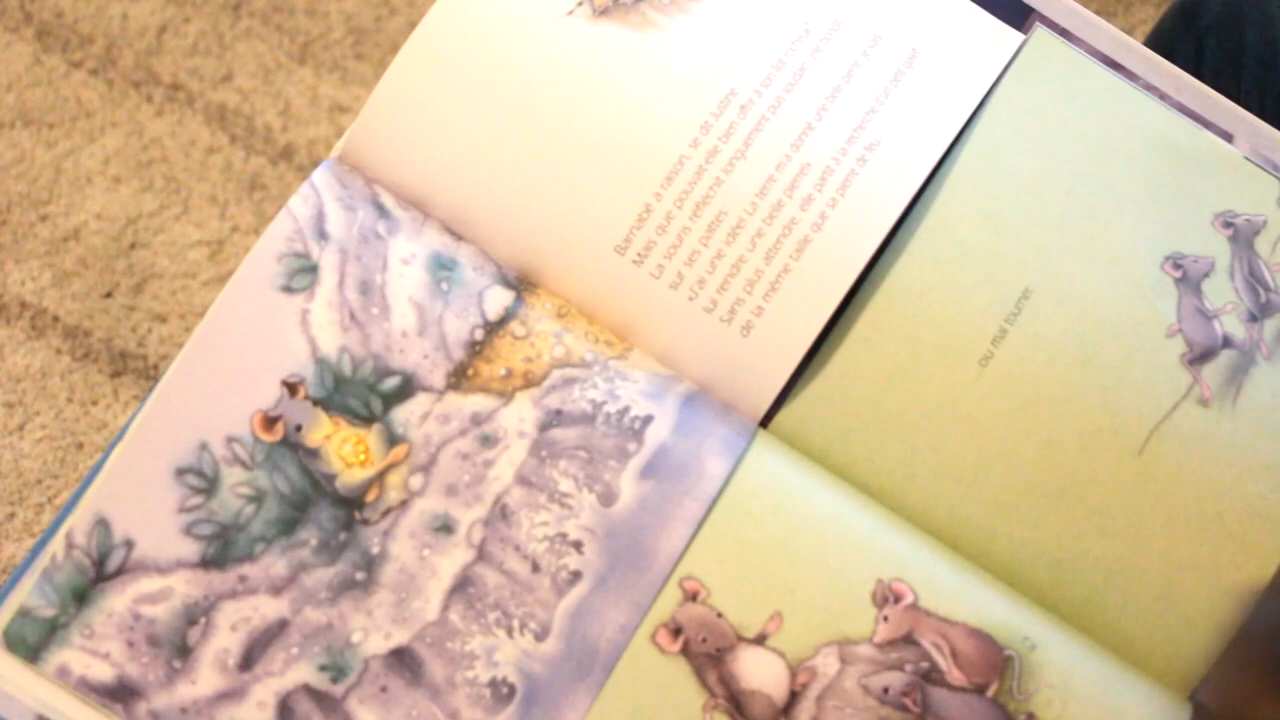 Barnabé a raison, se dit Justine.
Mais que pouvait-elle bien offrir à son ton
La souris réfléchit longuement puis soudain elle bondit
sur ses pattes.
«J'ai une idée! La terre m'a donné une belle pierre, je vais
lui rendre une belle pierre!»
Sans plus attendre, elle partit à la recherche d'un petit galet
de la même taille que sa pierre de feu.
...ou mal tourner.